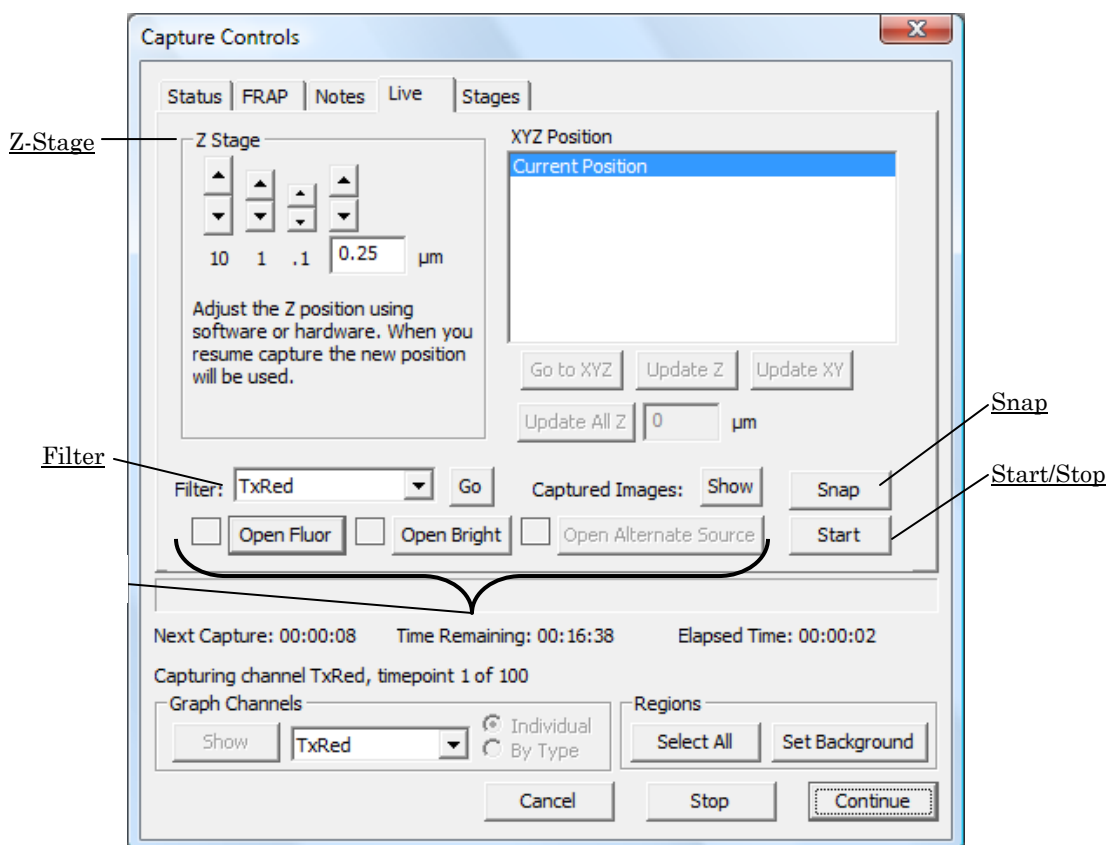 Capture Controls
Status FRAP Notes Live Stages
Z-Stage
Z Stage
10 1 .1 0.25 µm
Adjust the Z position using
software or hardware. When you
resume capture the new position
will be used.
XYZ Position
Current Position
Go to XYZ Update Z Update XY
Update All Z 0 µm
Snap
Filter
Start/Stop
Filter: TxRed Go Captured Images: Show Snap
Open Fluor Open Bright Open Alternate Source Start
Next Capture: 00:00:08 Time Remaining: 00:16:38 Elapsed Time: 00:00:02
Capturing channel TxRed, timepoint 1 of 100
Graph Channels
Show TxRed Individual
By Type
Regions
Select All Set Background
Cancel Stop Continue